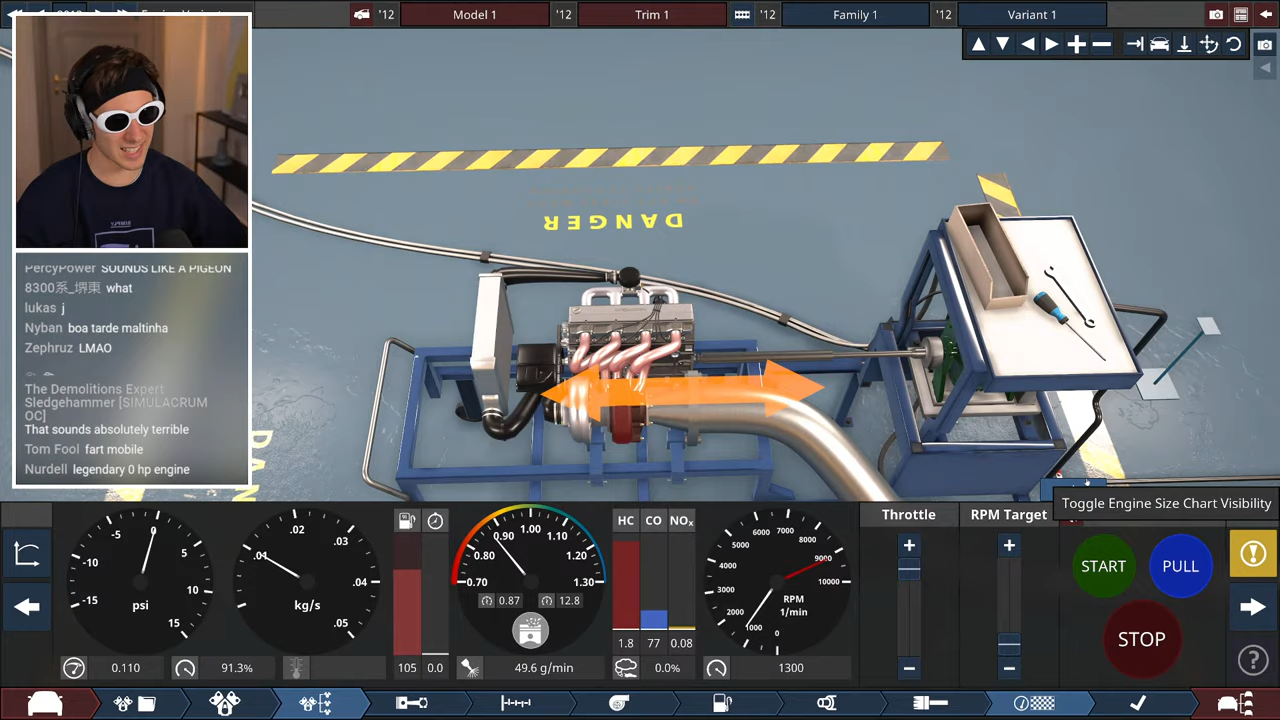 '12
Model 1
'12
Trim 1
'12
Family 1
'12
Variant 1
DANGER
DAN
PercyPower SOUNDS LIKE A PIGEON
8300系_堺東 what
lukas j
Nyban boa tarde maltinha
Zephruz LMAO
The Demolitions Expert
Sledgehammer [SIMULACRUM
OC]
That sounds absolutely terrible
Tom Fool fart mobile
Nurdell legendary 0 hp engine
Toggle Engine Size Chart Visibility
-15
-10
-5
0
5
10
15
psi
0.110
.01
.02
.03
.04
.05
kg/s
91.3%
105
0.0
0.70
0.80
0.90
1.00
1.10
1.20
1.30
0.87
12.8
49.6 g/min
HC
CO
NOx
1.8
77
0.08
0.0%
0
1000
2000
3000
4000
5000
6000
7000
8000
9000
10000
RPM
1/min
1300
Throttle
RPM Target
START
PULL
STOP